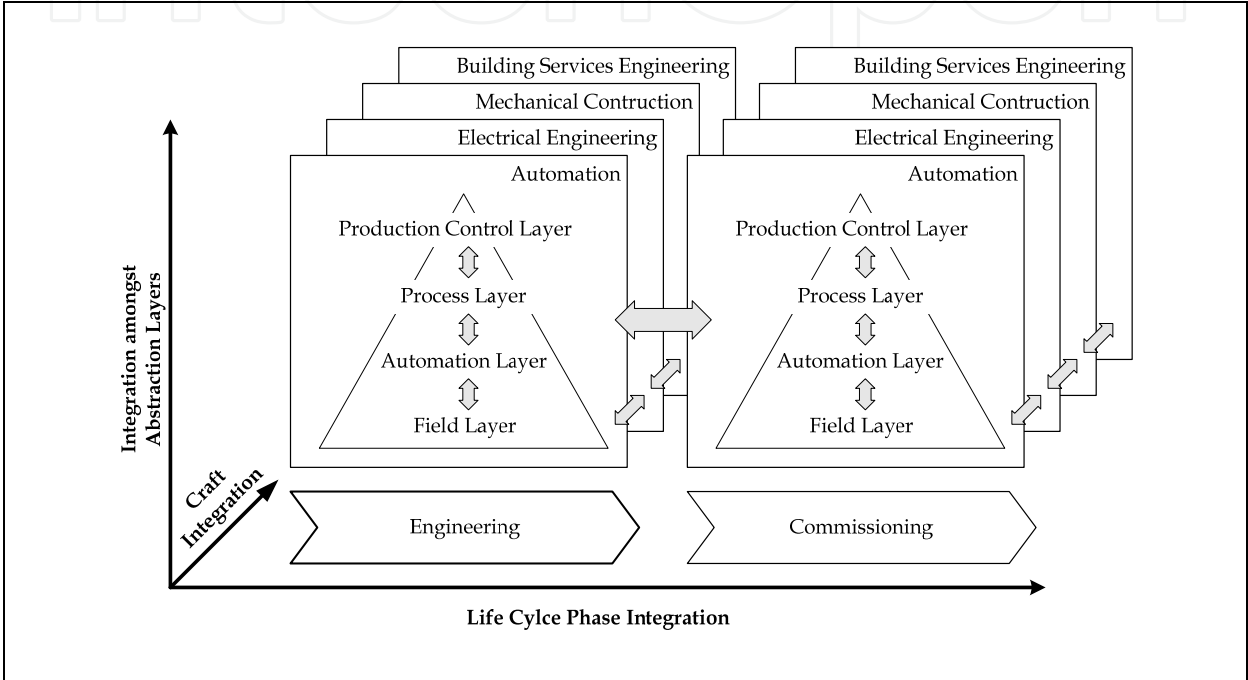 Building Services Engineering
Mechanical Contruction
Electrical Engineering
Automation
Production Control Layer
Process Layer
Automation Layer
Field Layer
Building Services Engineering
Mechanical Contruction
Electrical Engineering
Automation
Production Control Layer
Process Layer
Automation Layer
Field Layer
Integration amongst
Abstraction Layers
Craft
Integration
Engineering
Commissioning
Life Cylce Phase Integration